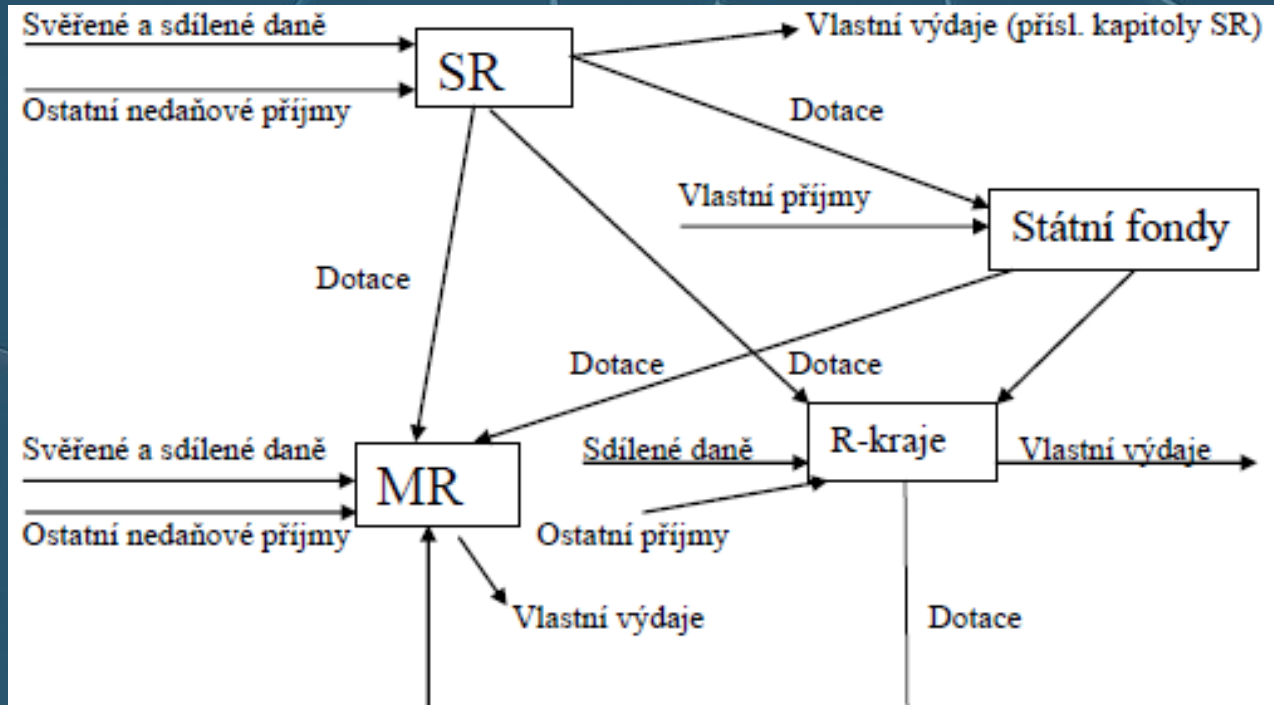 Svěřené a sdílené daně
Vlastní výdaje (přísl. kapitoly SR)
SR
Ostatní nedaňové příjmy
Dotace
Vlastní příjmy
Státní fondy
Dotace
Dotace
Dotace
Svěřené a sdílené daně
Sdílené daně
R-kraje
Vlastní výdaje
MR
Ostatní nedaňové příjmy
Ostatní příjmy
Vlastní výdaje
Dotace